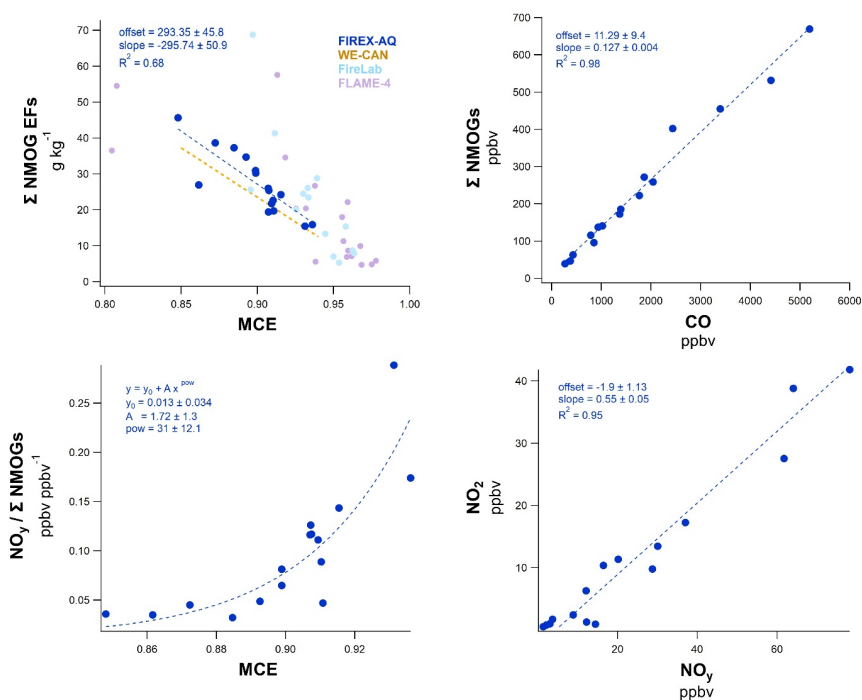 offset = 293.35 ± 45.8
slope = -295.74 ± 50.9
R² = 0.68
FIREX-AQ
WE-CAN
FireLab
FLAME-4
Σ NMOG EFs
g kg⁻¹
70
60
50
40
30
20
10
0
0.80
0.85
0.90
0.95
1.00
MCE
offset = 11.29 ± 9.4
slope = 0.127 ± 0.004
R² = 0.98
Σ NMOGs
ppbv
700
600
500
400
300
200
100
0
0
1000
2000
3000
4000
5000
6000
CO
ppbv
y = y₀ + A x ᵖᵒʷ
y₀ = 0.013 ± 0.034
A = 1.72 ± 1.3
pow = 31 ± 12.1
NOy / Σ NMOGs
ppbv ppbv⁻¹
0.25
0.20
0.15
0.10
0.05
0.86
0.88
0.90
0.92
MCE
offset = -1.9 ± 1.13
slope = 0.55 ± 0.05
R² = 0.95
NO₂
ppbv
40
30
20
10
20
40
60
NOy
ppbv